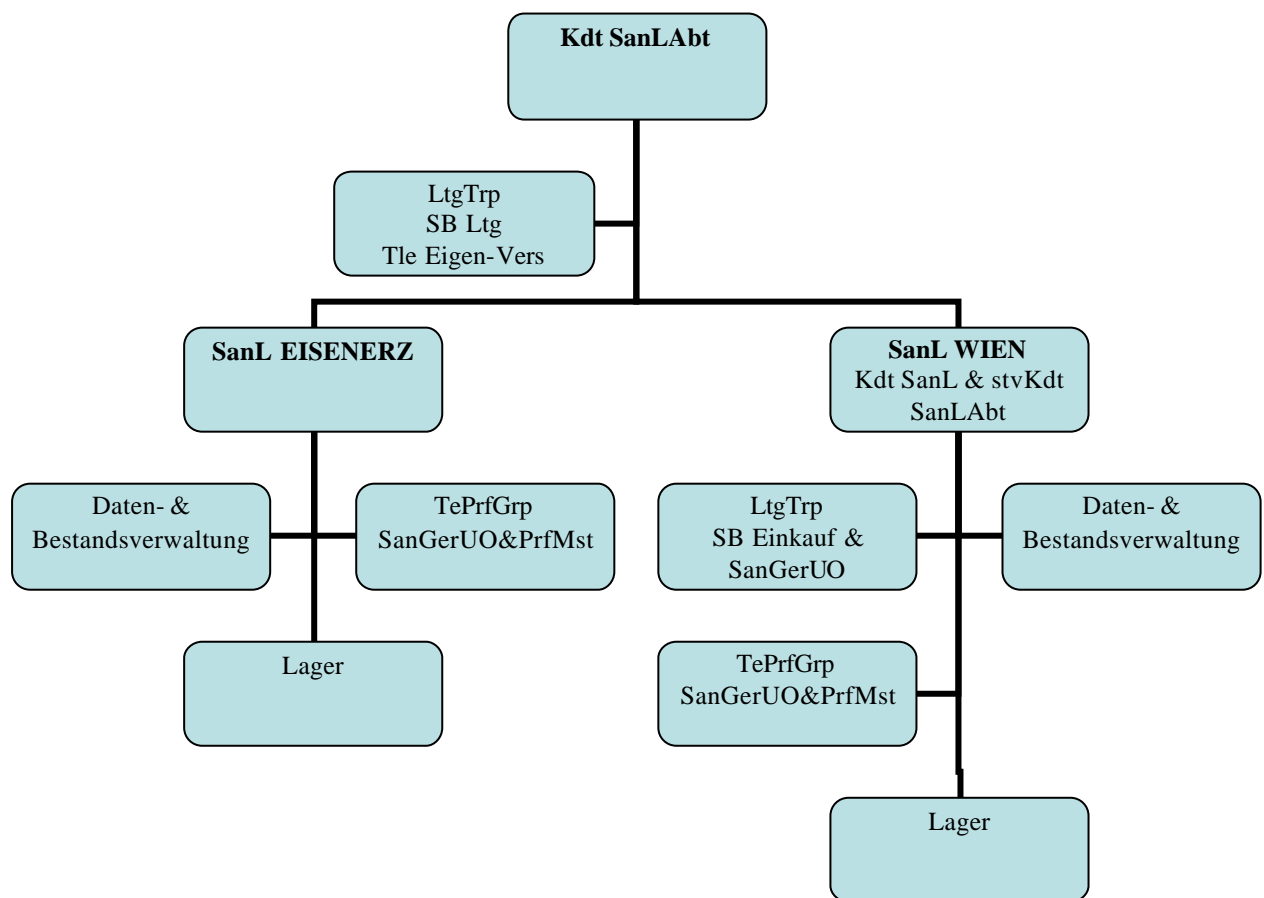 Kdt SanLAbt
LtgTrp
SB Ltg
Tle Eigen-Vers
SanL EISENERZ
SanL WIEN
Kdt SanL & stvKdt
SanLAbt
Daten- &
Bestandsverwaltung
TePrfGrp
SanGerUO&PrfMst
LtgTrp
SB Einkauf &
SanGerUO
Daten- &
Bestandsverwaltung
Lager
TePrfGrp
SanGerUO&PrfMst
Lager